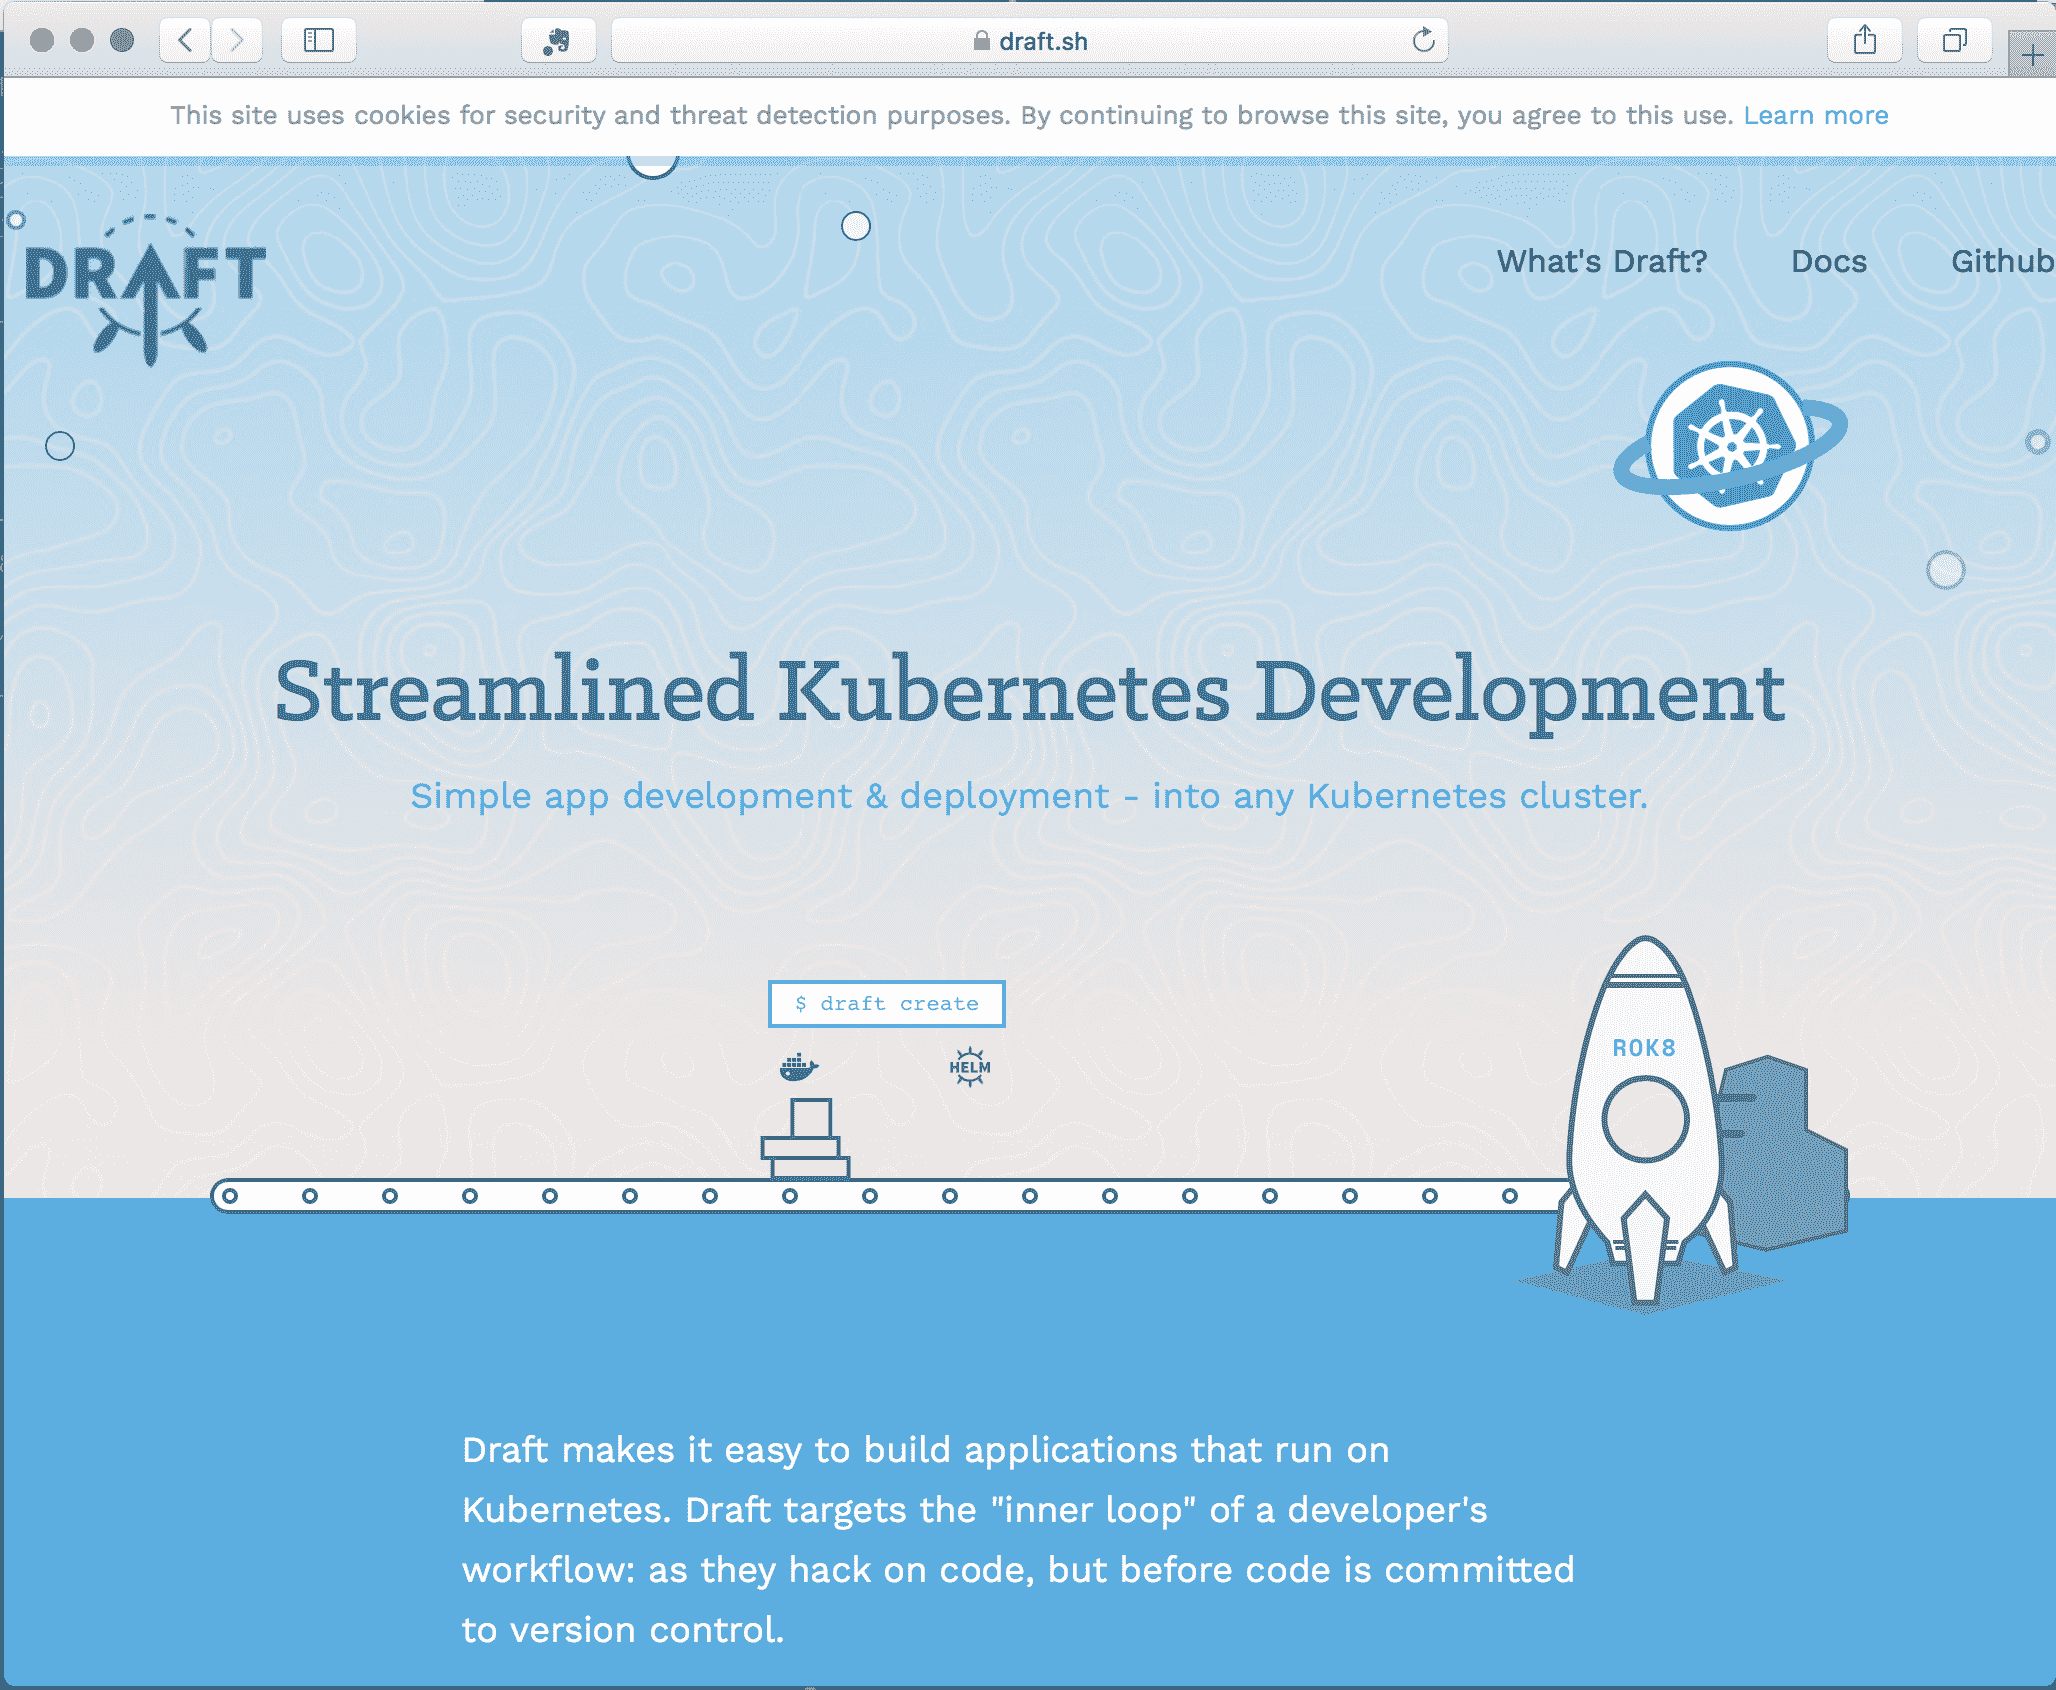 draft.sh
This site uses cookies for security and threat detection purposes. By continuing to browse this site, you agree to this use. Learn more
DRAFT
What's Draft?
Docs
Github
Streamlined Kubernetes Development
Simple app development & deployment - into any Kubernetes cluster.
$ draft create
HELM
ROK8
Draft makes it easy to build applications that run on
Kubernetes. Draft targets the "inner loop" of a developer's
workflow: as they hack on code, but before code is committed
to version control.